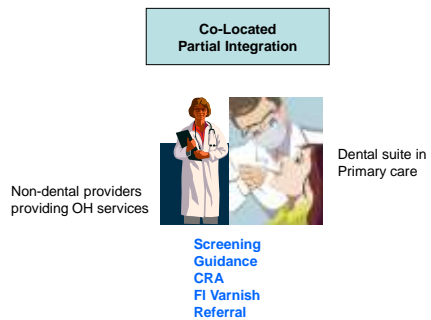 Co-Located
Partial Integration
Non-dental providers
providing OH services
Dental suite in
Primary care
Screening
Guidance
CRA
Fl Varnish
Referral